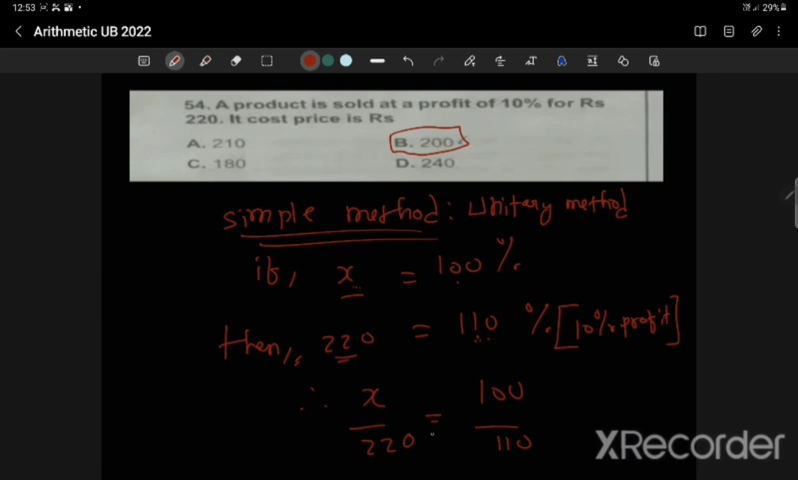 12:53 29%
Arithmetic UB 2022
54. A product is sold at a profit of 10% for Rs
220. It cost price is Rs
A. 210
B. 200
C. 180
D. 240
simple method: Unitary method
if, x = 100%
then, 220 = 110 % [10% profit]
∴ x/220 = 100/110
XRecorder